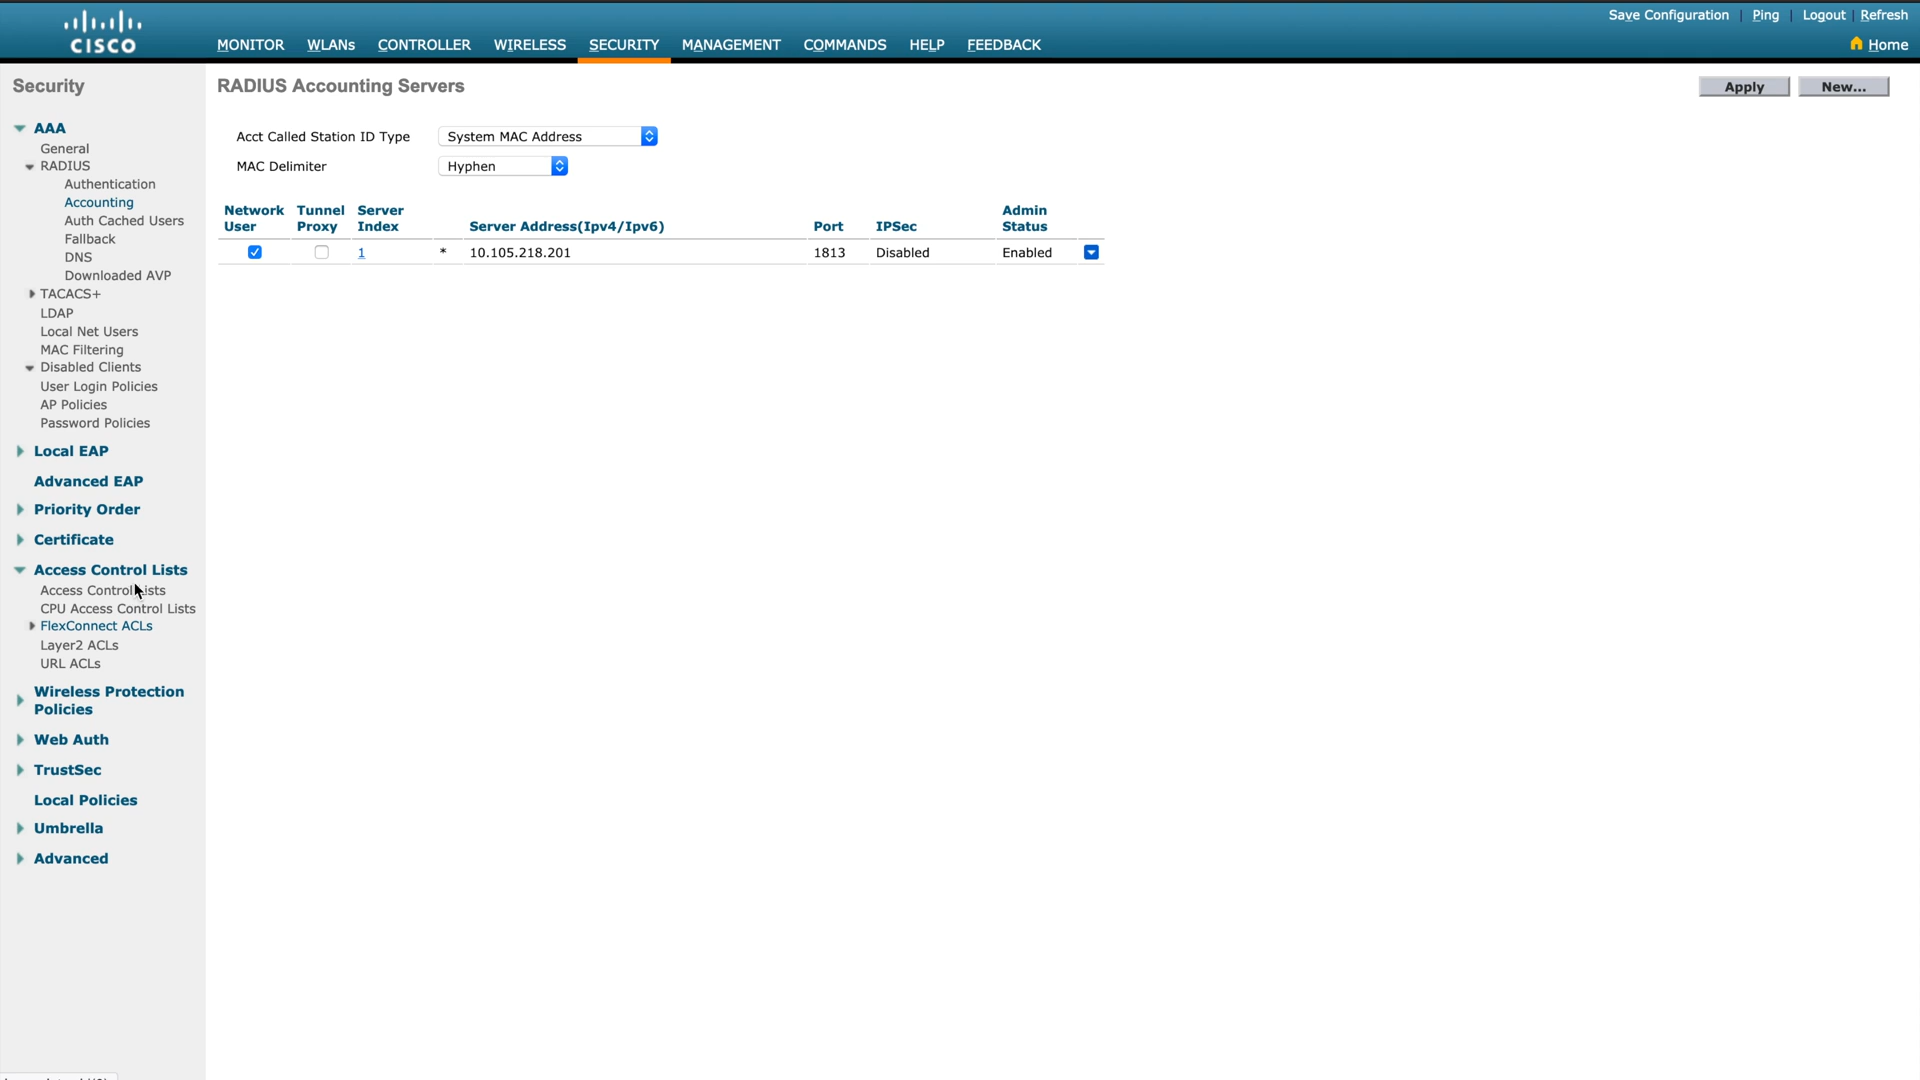 Save Configuration | Ping | Logout | Refresh
CISCO
MONITOR WLANs CONTROLLER WIRELESS SECURITY MANAGEMENT COMMANDS HELP FEEDBACK
Home
Security
AAA
General
RADIUS
Authentication
Accounting
Auth Cached Users
Fallback
DNS
Downloaded AVP
TACACS+
LDAP
Local Net Users
MAC Filtering
Disabled Clients
User Login Policies
AP Policies
Password Policies
Local EAP
Advanced EAP
Priority Order
Certificate
Access Control Lists
Access Control Lists
CPU Access Control Lists
FlexConnect ACLs
Layer2 ACLs
URL ACLs
Wireless Protection
Policies
Web Auth
TrustSec
Local Policies
Umbrella
Advanced
RADIUS Accounting Servers
Apply
New...
Acct Called Station ID Type System MAC Address
MAC Delimiter Hyphen
Network User Tunnel Proxy Server Index Server Address(Ipv4/Ipv6) Port IPSec Admin Status
1 * 10.105.218.201 1813 Disabled Enabled